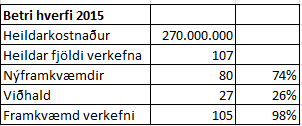 Betri hverfi 2015
Heildarkostnaður 270.000.000
Heildar fjöldi verkefna 107
Nýframkvæmdir 80 74%
Viðhald 27 26%
Framkvæmd verkefni 105 98%